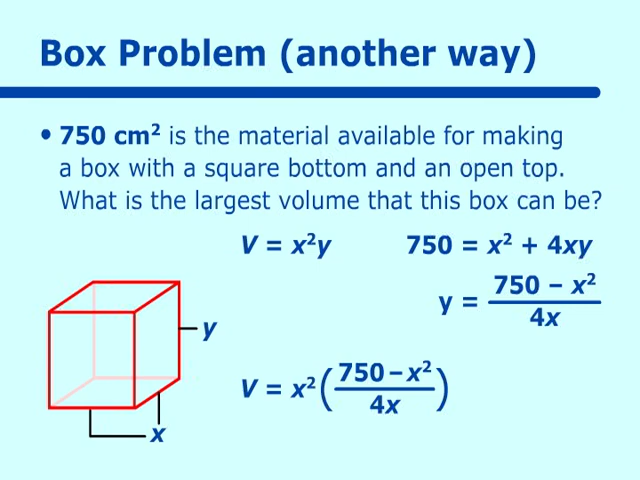 Box Problem (another way)
• 750 cm² is the material available for making
a box with a square bottom and an open top.
What is the largest volume that this box can be?
V = x²y   750 = x² + 4xy
y = (750 − x²)/(4x)
y
V = x²((750 − x²)/(4x))
x